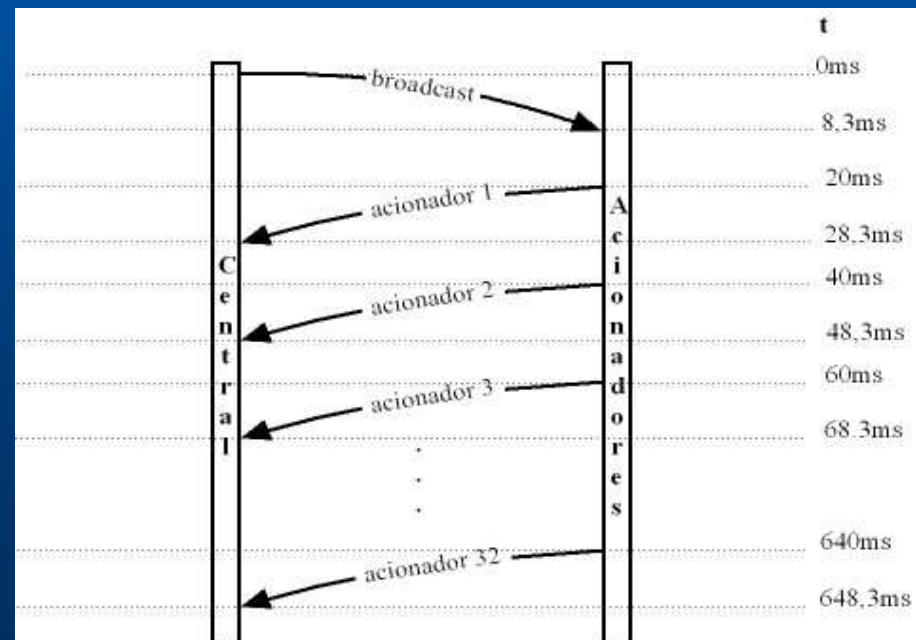 t
0ms
broadcast
8,3ms
20ms
acionador 1
28,3ms
40ms
acionador 2
48,3ms
60ms
acionador 3
68.3ms
Central
Acionadores
640ms
acionador 32
648,3ms